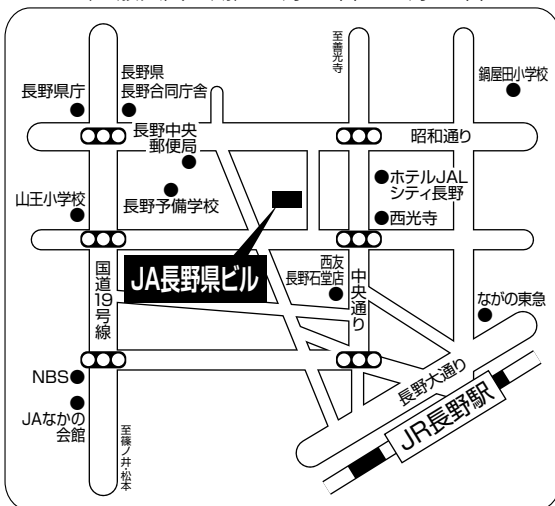 至善光寺
鍋屋田小学校
長野県
長野合同庁舎
長野県庁
長野中央
郵便局
昭和通り
ホテルJAL
シティ長野
長野予備学校
山王小学校
西光寺
JA長野県ビル
西友
長野石堂店
国道19号線
中央通り
ながの東急
長野大通り
NBS
JR長野駅
JAながの
会館
至篠ノ井・松本